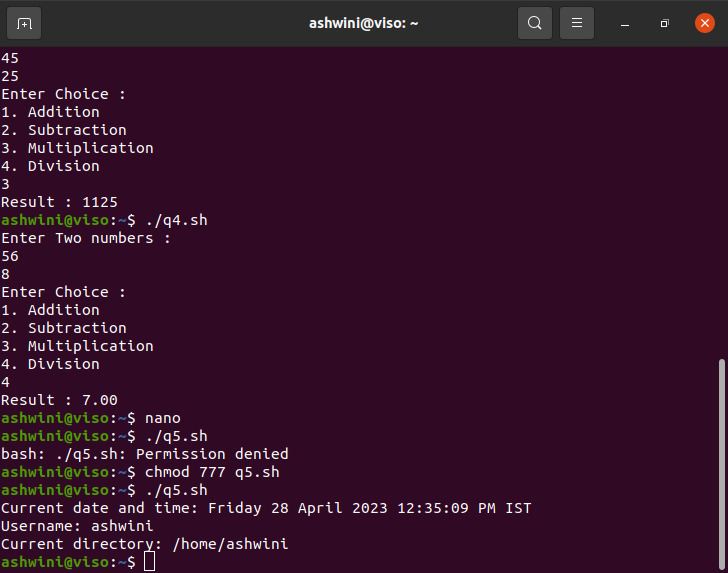 ashwini@viso: ~
45
25
Enter Choice :
1. Addition
2. Subtraction
3. Multiplication
4. Division
3
Result : 1125
ashwini@viso:~$ ./q4.sh
Enter Two numbers :
56
8
Enter Choice :
1. Addition
2. Subtraction
3. Multiplication
4. Division
4
Result : 7.00
ashwini@viso:~$ nano
ashwini@viso:~$ ./q5.sh
bash: ./q5.sh: Permission denied
ashwini@viso:~$ chmod 777 q5.sh
ashwini@viso:~$ ./q5.sh
Current date and time: Friday 28 April 2023 12:35:09 PM IST
Username: ashwini
Current directory: /home/ashwini
ashwini@viso:~$